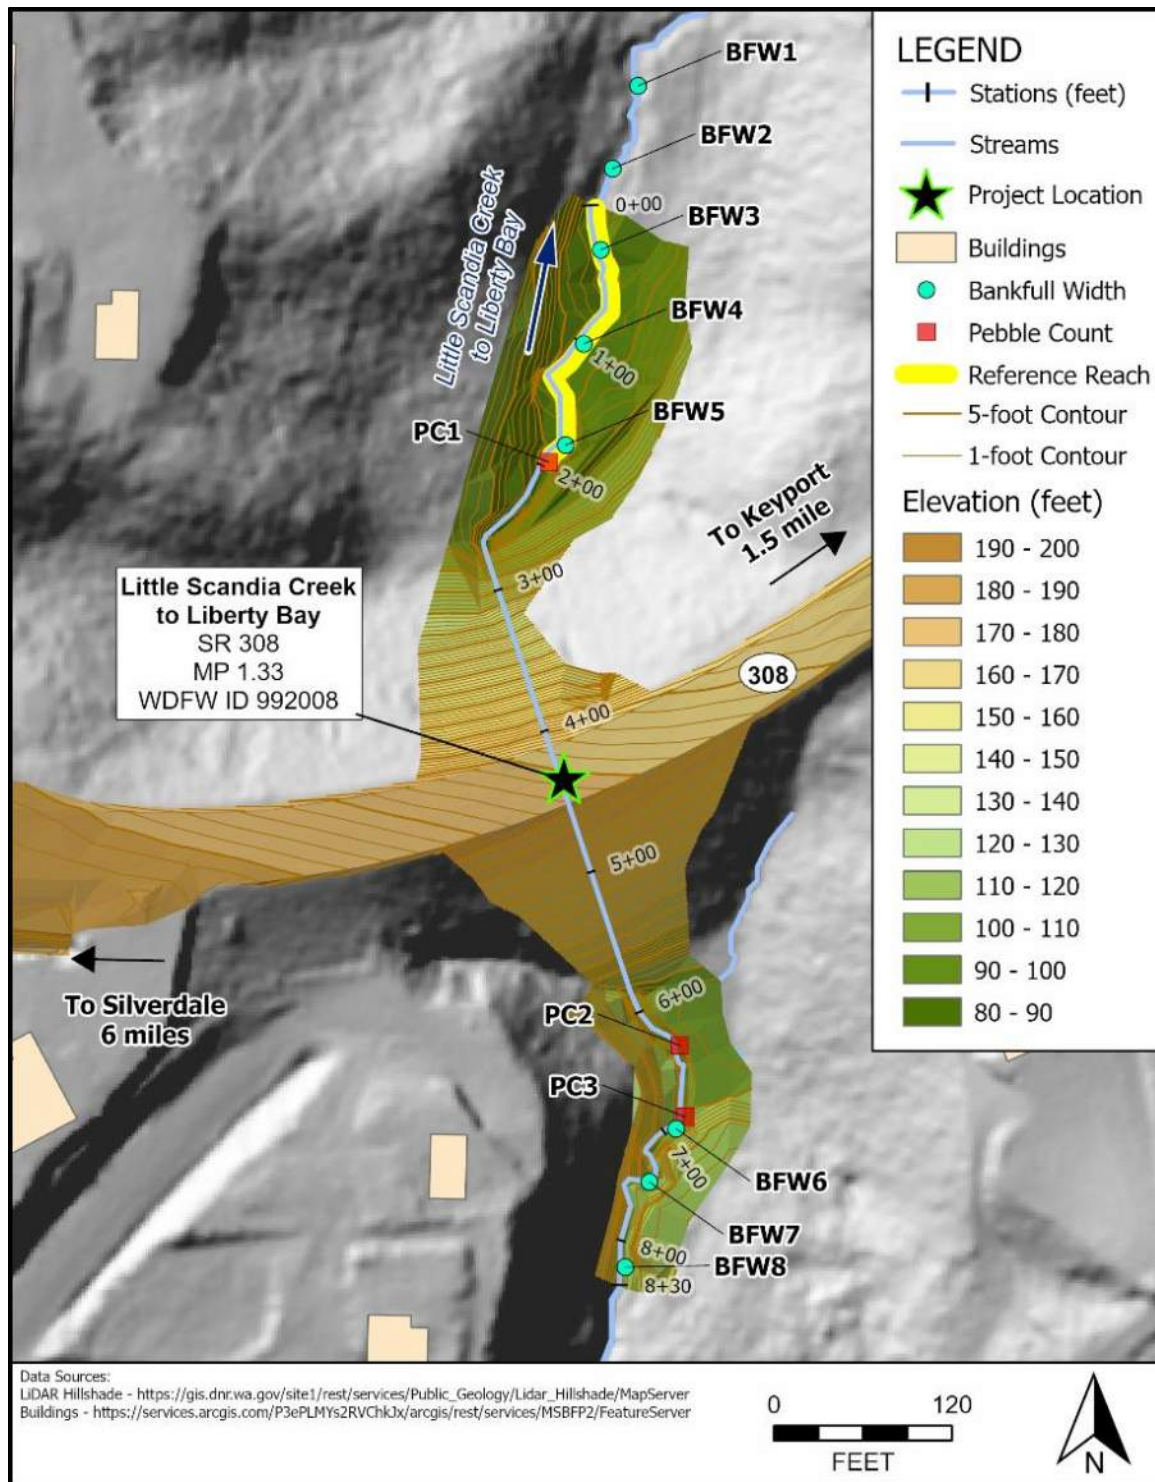 BFW1
BFW2
0+00
BFW3
Little Scandia Creek
to Liberty Bay
BFW4
1+00
BFW5
PC1
2+00
To Keyport
1.5 mile
3+00
Little Scandia Creek
to Liberty Bay
SR 308
MP 1.33
WDFW ID 992008
308
4+00
5+00
To Silverdale
6 miles
6+00
PC2
PC3
7+00
BFW6
BFW7
8+00
BFW8
8+30
LEGEND
Stations (feet)
Streams
Project Location
Buildings
Bankfull Width
Pebble Count
Reference Reach
5-foot Contour
1-foot Contour
Elevation (feet)
190 - 200
180 - 190
170 - 180
160 - 170
150 - 160
140 - 150
130 - 140
120 - 130
110 - 120
100 - 110
90 - 100
80 - 90
Data Sources:
LiDAR Hillshade - https://gis.dnr.wa.gov/site1/rest/services/Public_Geology/Lidar_Hillshade/MapServer
Buildings - https://services.arcgis.com/P3ePLMYs2RVChkJx/arcgis/rest/services/MSBFP2/FeatureServer
0 120
FEET
N